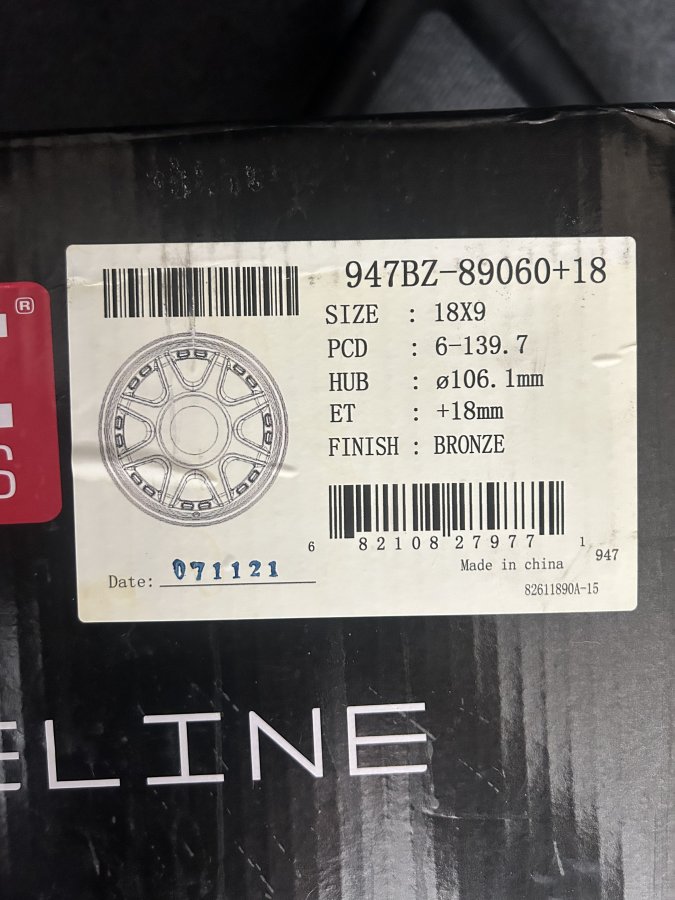 ®
S
947BZ-89060+18
SIZE : 18X9
PCD : 6-139.7
HUB : ø106.1mm
ET : +18mm
FINISH : BRONZE
6 82108 27977 1
947
Made in china
82611890A-15
Date: 071121
ELINE